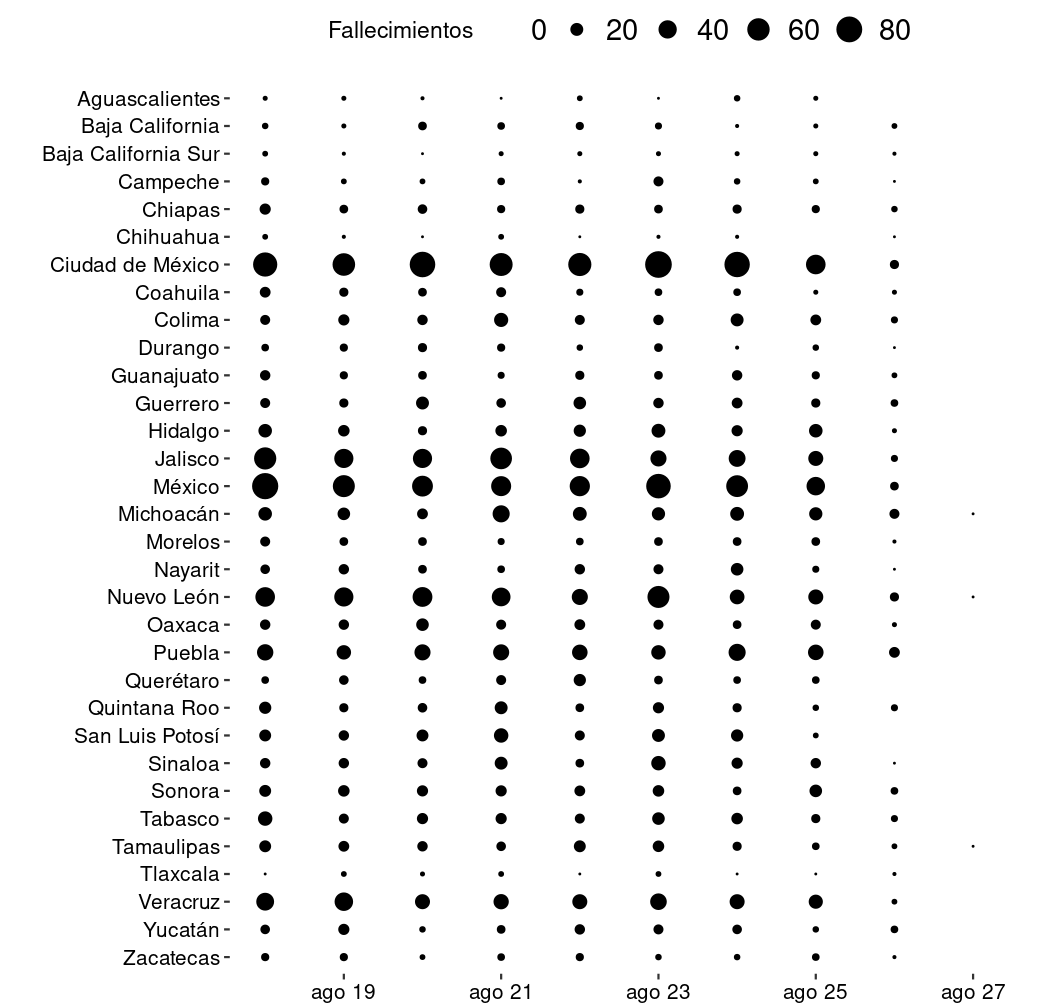 Fallecimientos 0 20 40 60 80
Aguascalientes
Baja California
Baja California Sur
Campeche
Chiapas
Chihuahua
Ciudad de México
Coahuila
Colima
Durango
Guanajuato
Guerrero
Hidalgo
Jalisco
México
Michoacán
Morelos
Nayarit
Nuevo León
Oaxaca
Puebla
Querétaro
Quintana Roo
San Luis Potosí
Sinaloa
Sonora
Tabasco
Tamaulipas
Tlaxcala
Veracruz
Yucatán
Zacatecas
ago 19 ago 21 ago 23 ago 25 ago 27